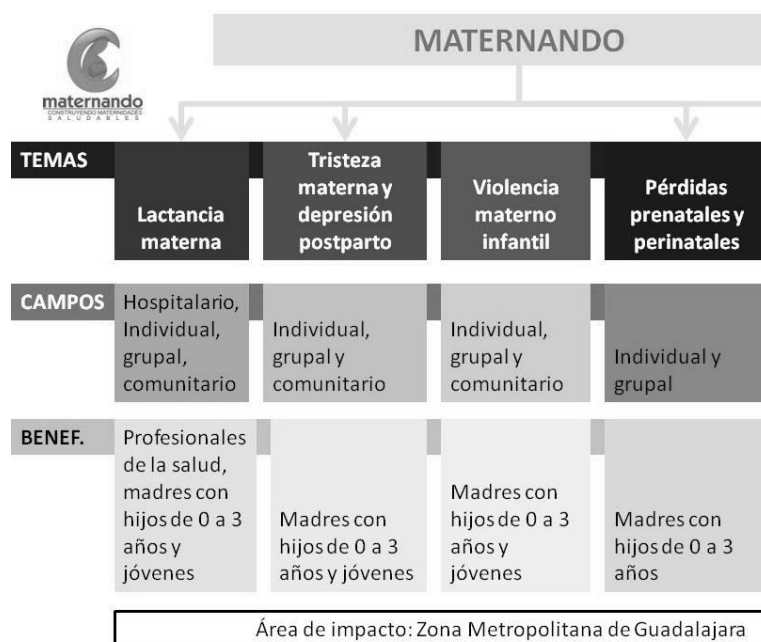 MATERNANDO
maternando
CONSTRUYENDO MATERNIDADES
SALUDABLES
TEMAS
Lactancia
materna
Tristeza
materna y
depresión
postparto
Violencia
materno
infantil
Pérdidas
prenatales y
perinatales
CAMPOS
Hospitalario,
Individual,
grupal,
comunitario
Individual,
grupal y
comunitario
Individual,
grupal y
comunitario
Individual y
grupal
BENEF.
Profesionales
de la salud,
madres con
hijos de 0 a 3
años y
jóvenes
Madres con
hijos de 0 a 3
años y jóvenes
Madres con
hijos de 0 a 3
años y
jóvenes
Madres con
hijos de 0 a 3
años
Área de impacto: Zona Metropolitana de Guadalajara